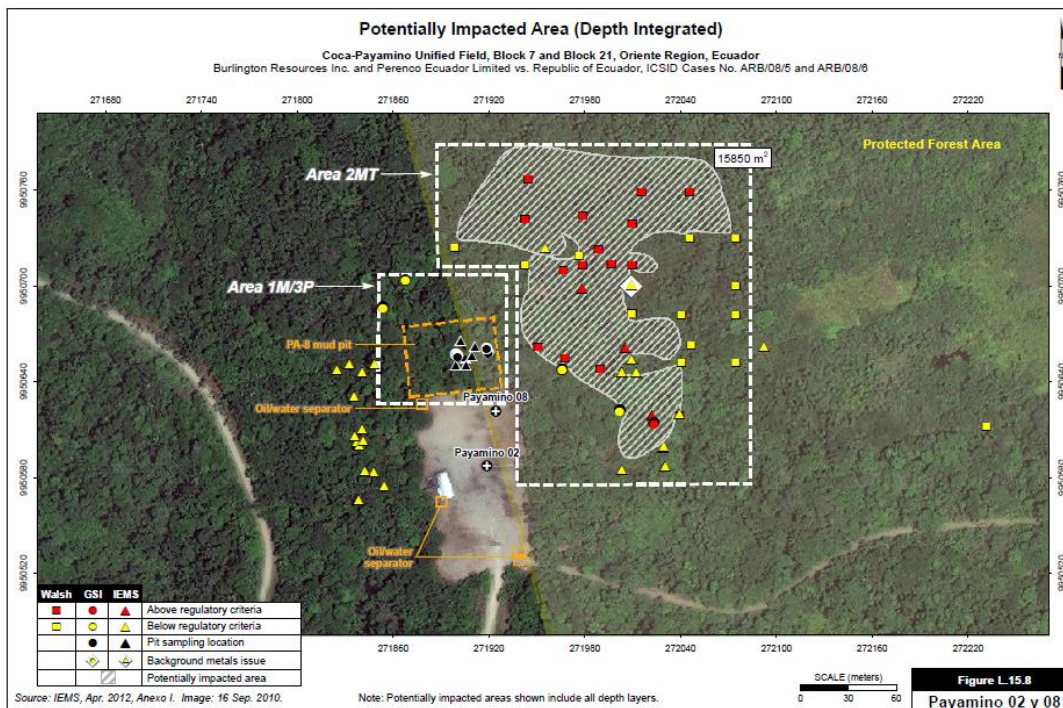 Potentially Impacted Area (Depth Integrated)
Coca-Payamino Unified Field, Block 7 and Block 21, Oriente Region, Ecuador
Burlington Resources Inc. and Perenco Ecuador Limited vs. Republic of Ecuador, ICSID Cases No. ARB/08/5 and ARB/08/6
271680 271740 271800 271860 271920 271980 272040 272100 272160 272220
Protected Forest Area
15850 m²
Area 2MT
9950760 9950760
9950700 9950700
Area 1M/3P
PA-8 mud pit
9950640 9950640
Oil/water separator
Payamino 08
Payamino 02
9950580 9950580
Oil/water
separator
9950520 9950520
Walsh GSI IEMS
Above regulatory criteria
Below regulatory criteria
Pit sampling location
Background metals issue
Potentially impacted area
271860 271920 271980 272040 272100 272160 272220
SCALE (meters)
0 30 60
Figure L.15.8
Payamino 02 y 08
Source: IEMS, Apr. 2012, Anexo I. Image: 16 Sep. 2010.
Note: Potentially impacted areas shown include all depth layers.